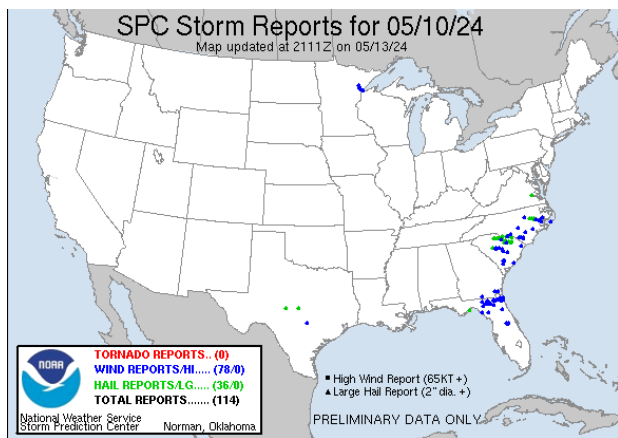 SPC Storm Reports for 05/10/24
Map updated at 2111Z on 05/13/24
NOAA
TORNADO REPORTS.. (0)
WIND REPORTS/HI..... (78/0)
HAIL REPORTS/LG..... (36/0)
TOTAL REPORTS....... (114)
National Weather Service
Storm Prediction Center Norman, Oklahoma
High Wind Report (65KT +)
Large Hail Report (2" dia. +)
PRELIMINARY DATA ONLY